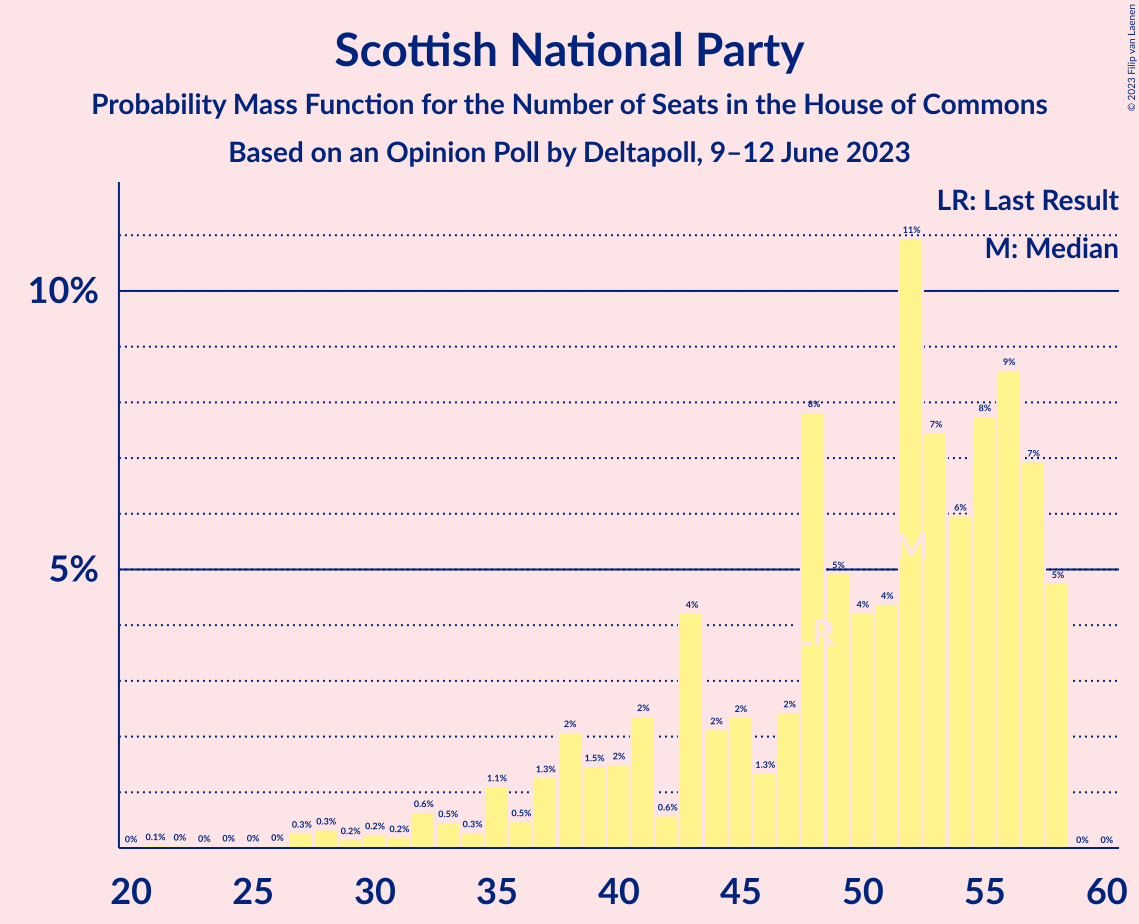 Scottish National Party
Probability Mass Function for the Number of Seats in the House of Commons
Based on an Opinion Poll by Deltapoll, 9–12 June 2023
© 2023 Filip van Laenen
LR: Last Result
M: Median
10%
5%
0% 0.1% 0% 0% 0% 0% 0% 0.3% 0.3% 0.2% 0.2% 0.2% 0.6% 0.5% 0.3% 1.1% 0.5% 1.3% 2% 1.5% 2% 2% 0.6% 4% 2% 2% 1.3% 2% 8% 5% 4% 4% 11% 7% 6% 8% 9% 7% 5% 0% 0%
M
LR
20 25 30 35 40 45 50 55 60